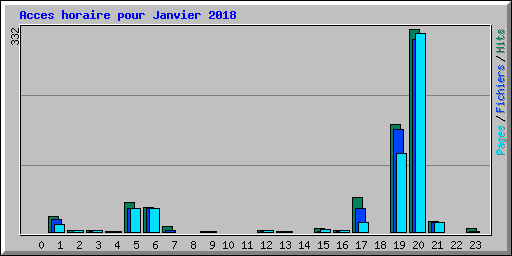 Acces horaire pour Janvier 2018
332
Pages / Fichiers / Hits
0 1 2 3 4 5 6 7 8 9 10 11 12 13 14 15 16 17 18 19 20 21 22 23